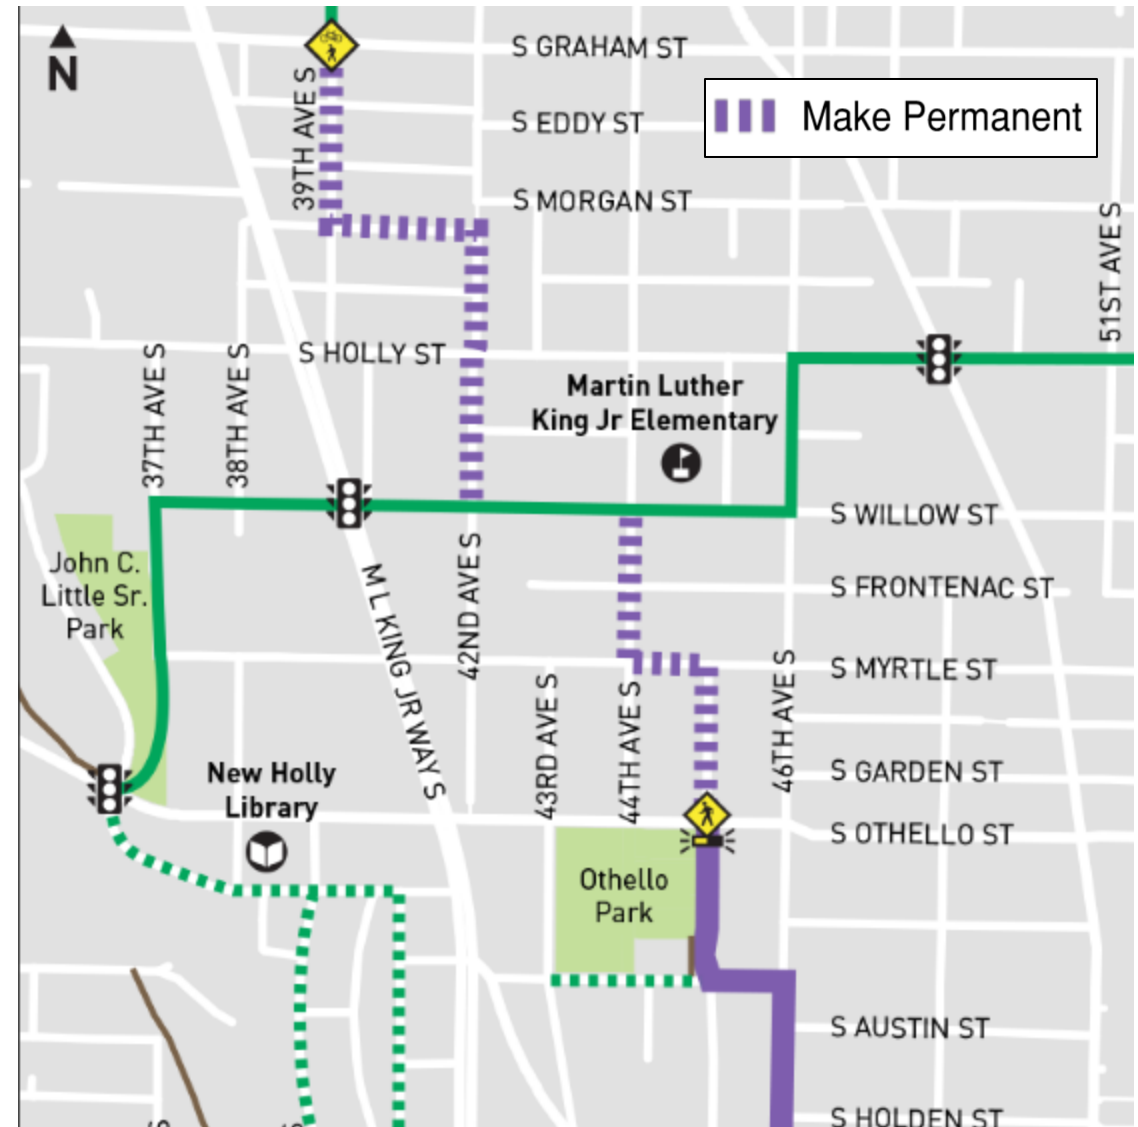 S GRAHAM ST
N
39TH AVE S
Make Permanent
S EDDY ST
S MORGAN ST
51ST AVE S
S HOLLY ST
37TH AVE S
38TH AVE S
Martin Luther
King Jr Elementary
S WILLOW ST
John C.
Little Sr.
Park
M L KING JR WAY S
42ND AVE S
S FRONTENAC ST
S MYRTLE ST
43RD AVE S
44TH AVE S
46TH AVE S
New Holly
Library
S GARDEN ST
S OTHELLO ST
Othello
Park
S AUSTIN ST
S HOLDEN ST